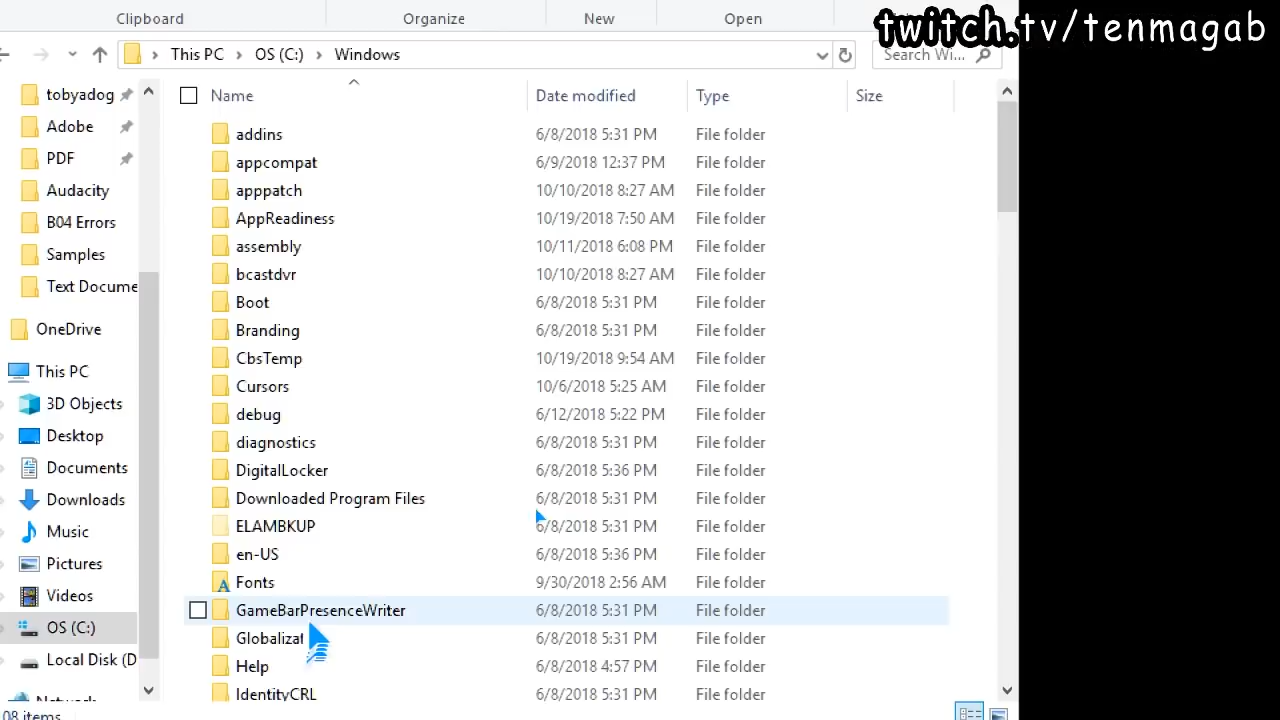 Clipboard Organize New Open
twitch.tv/tenmagab
This PC OS (C:) Windows
Search Wi...
tobyadog
Adobe
PDF
Audacity
B04 Errors
Samples
Text Docume
OneDrive
This PC
3D Objects
Desktop
Documents
Downloads
Music
Pictures
Videos
OS (C:)
Local Disk (D
Network
08 items
Name Date modified Type Size
addins 6/8/2018 5:31 PM File folder
appcompat 6/9/2018 12:37 PM File folder
apppatch 10/10/2018 8:27 AM File folder
AppReadiness 10/19/2018 7:50 AM File folder
assembly 10/11/2018 6:08 PM File folder
bcastdvr 10/10/2018 8:27 AM File folder
Boot 6/8/2018 5:31 PM File folder
Branding 6/8/2018 5:31 PM File folder
CbsTemp 10/19/2018 9:54 AM File folder
Cursors 10/6/2018 5:25 AM File folder
debug 6/12/2018 5:22 PM File folder
diagnostics 6/8/2018 5:31 PM File folder
DigitalLocker 6/8/2018 5:36 PM File folder
Downloaded Program Files 6/8/2018 5:31 PM File folder
ELAMBKUP 6/8/2018 5:31 PM File folder
en-US 6/8/2018 5:36 PM File folder
Fonts 9/30/2018 2:56 AM File folder
GameBarPresenceWriter 6/8/2018 5:31 PM File folder
Globalizat 6/8/2018 5:31 PM File folder
Help 6/8/2018 4:57 PM File folder
IdentityCRL 6/8/2018 5:31 PM File folder